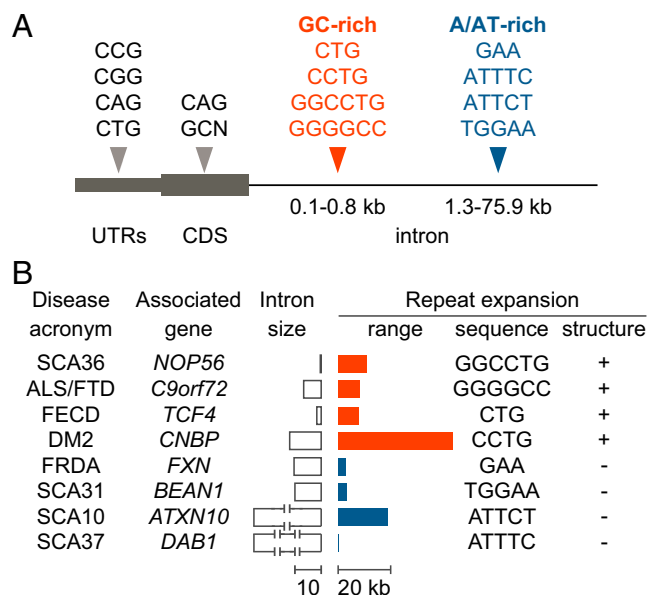 A
GC-rich A/AT-rich
CCG CTG GAA
CGG CCTG ATTTC
CAG CAG GGCCTG ATTCT
CTG GCN GGGGCC TGGAA
0.1-0.8 kb 1.3-75.9 kb
UTRs CDS intron
B
Disease Associated Intron Repeat expansion
acronym gene size range sequence structure
SCA36 NOP56 GGCCTG +
ALS/FTD C9orf72 GGGGCC +
FECD TCF4 CTG +
DM2 CNBP CCTG +
FRDA FXN GAA -
SCA31 BEAN1 TGGAA -
SCA10 ATXN10 ATTCT -
SCA37 DAB1 ATTTC -
10 20 kb